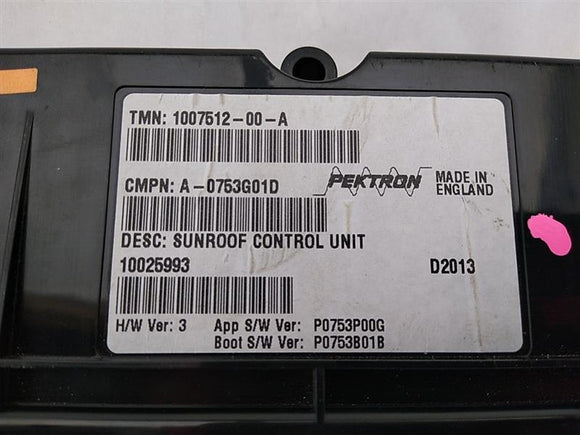 TMN: 1007512-00-A
CMPN: A-0753G01D
PEKTRON
MADE IN
ENGLAND
DESC: SUNROOF CONTROL UNIT
10025993 D2013
H/W Ver: 3 App S/W Ver: P0753P00G
Boot S/W Ver: P0753B01B